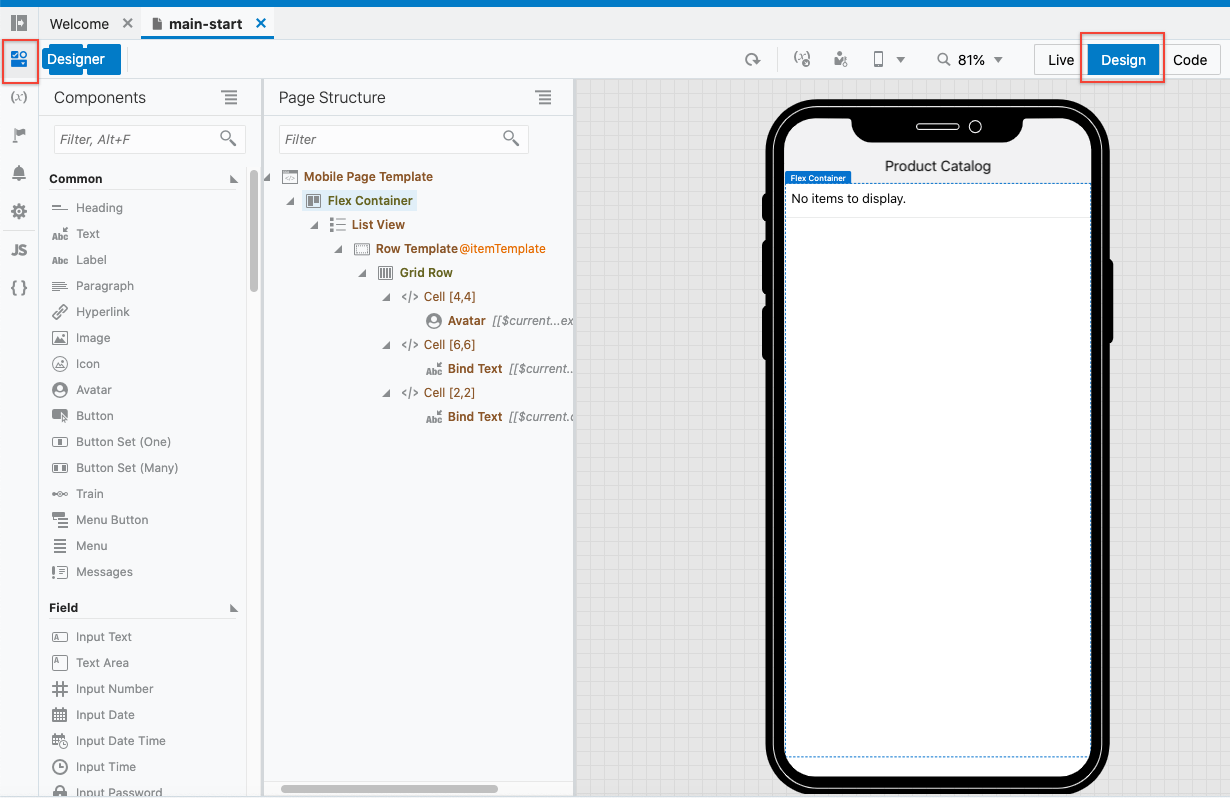 Welcome
main-start
Designer
81%
Live
Design
Code
(x)
JS
{ }
Components
Filter, Alt+F
Common
Heading
Text
Label
Paragraph
Hyperlink
Image
Icon
Avatar
Button
Button Set (One)
Button Set (Many)
Train
Menu Button
Menu
Messages
Field
Input Text
Text Area
Input Number
Input Date
Input Date Time
Input Time
Input Password
Page Structure
Filter
Mobile Page Template
Flex Container
List View
Row Template@itemTemplate
Grid Row
Cell [4,4]
Avatar [[$current...ex
Cell [6,6]
Bind Text [[$current..
Cell [2,2]
Bind Text [[$current.
Product Catalog
Flex Container
No items to display.